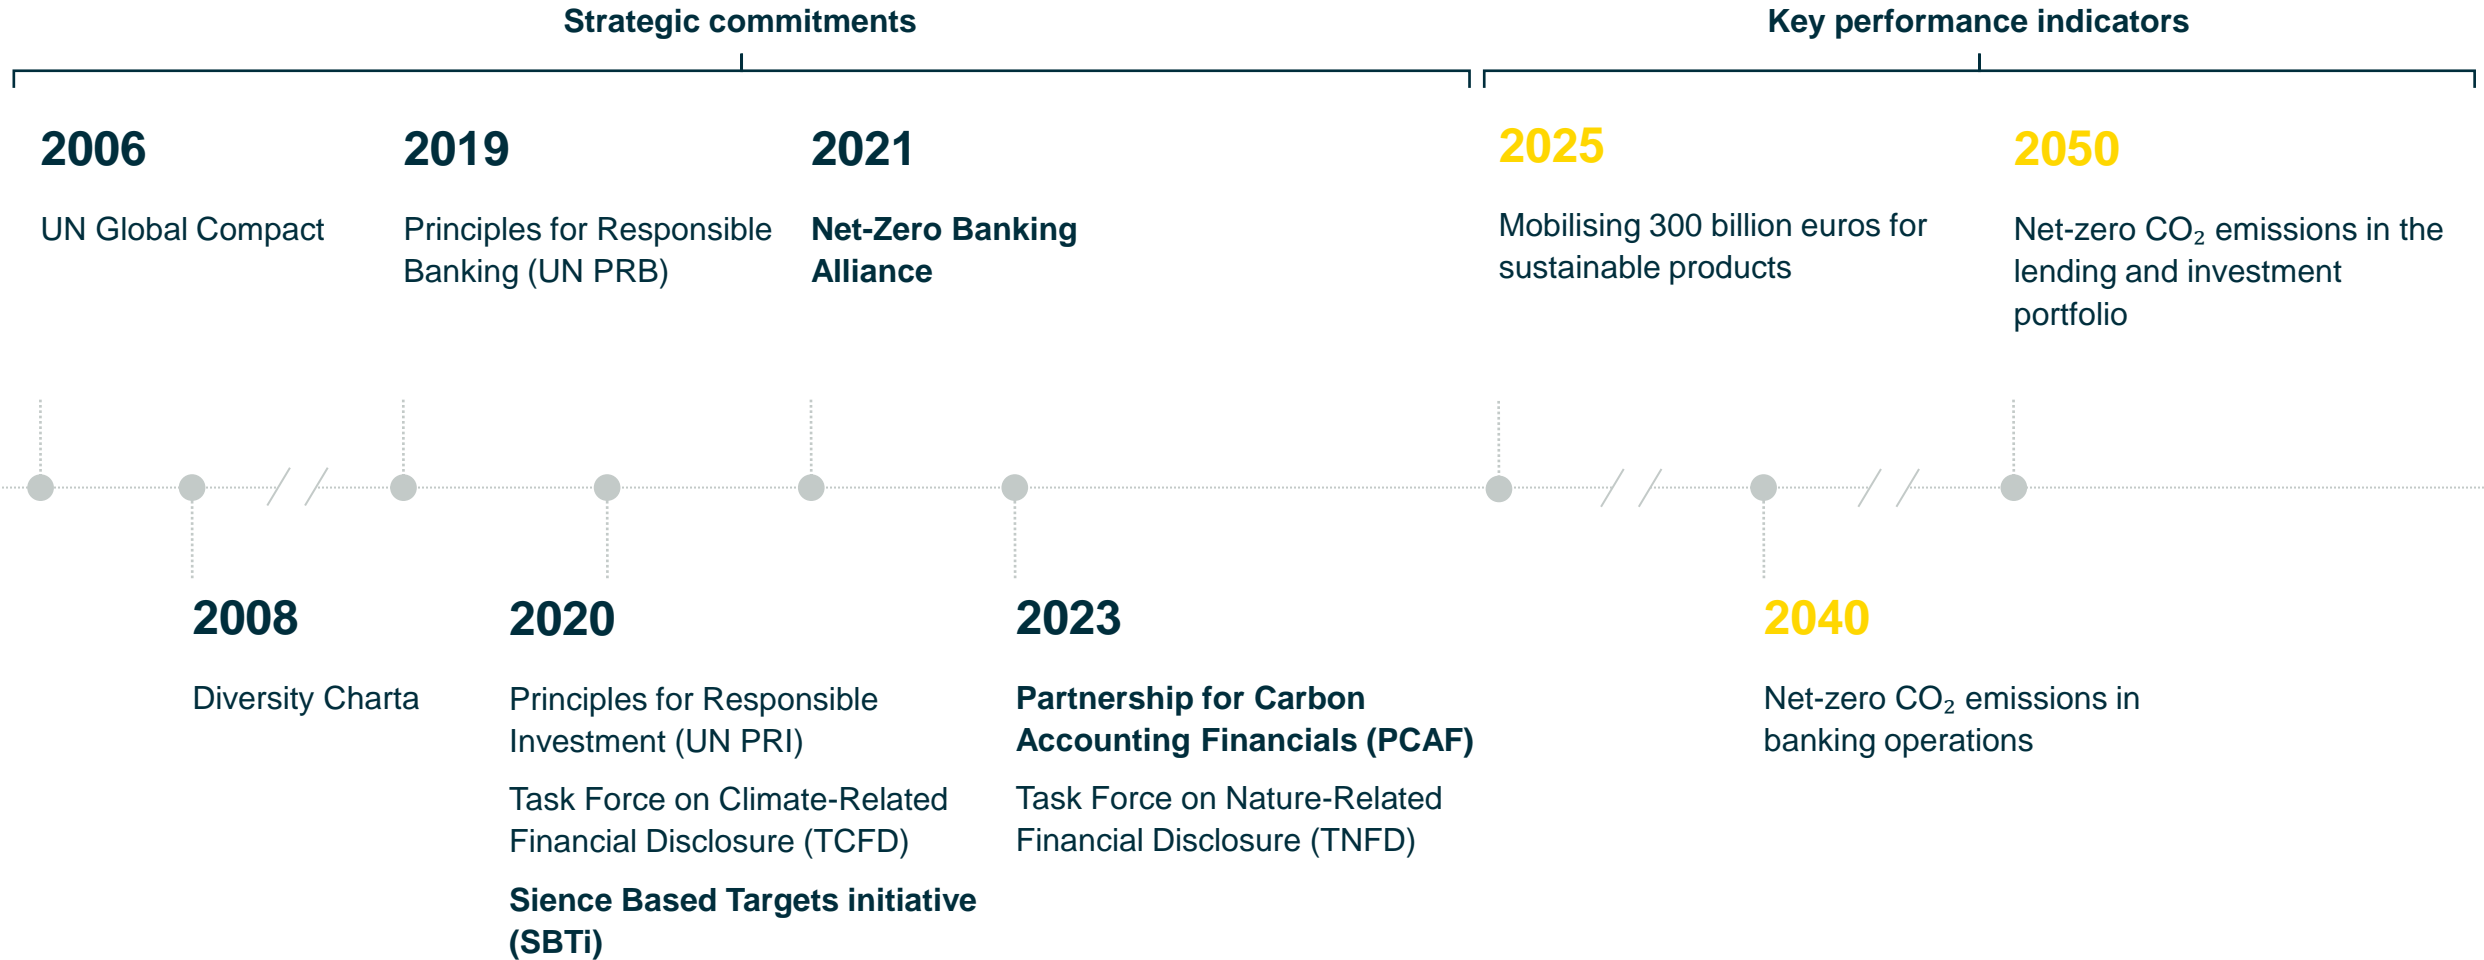 Strategic commitments
Key performance indicators
2006
UN Global Compact
2019
Principles for Responsible
Banking (UN PRB)
2021
Net-Zero Banking
Alliance
2025
Mobilising 300 billion euros for
sustainable products
2050
Net-zero CO₂ emissions in the
lending and investment
portfolio
2008
Diversity Charta
2020
Principles for Responsible
Investment (UN PRI)
Task Force on Climate-Related
Financial Disclosure (TCFD)
Sience Based Targets initiative
(SBTi)
2023
Partnership for Carbon
Accounting Financials (PCAF)
Task Force on Nature-Related
Financial Disclosure (TNFD)
2040
Net-zero CO₂ emissions in
banking operations